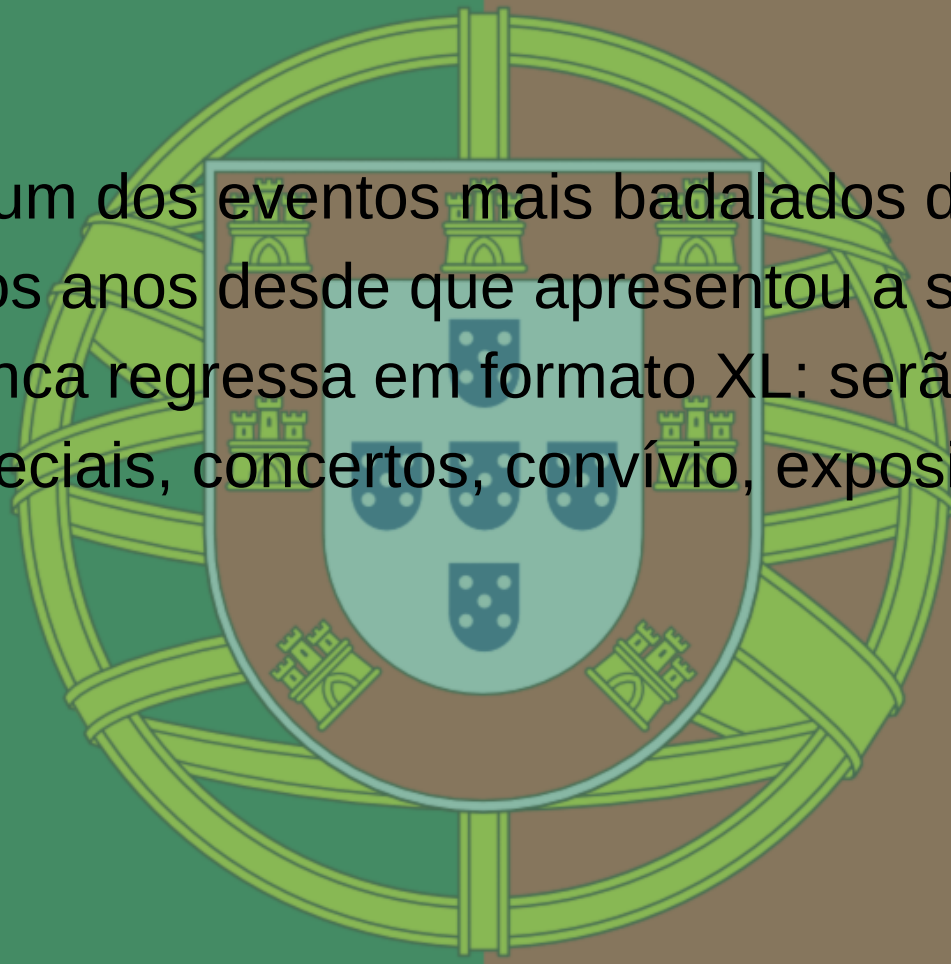 um dos eventos mais badalados d
os anos desde que apresentou a s
nca regressa em formato XL: serã
eciais, concertos, convívio, exposi